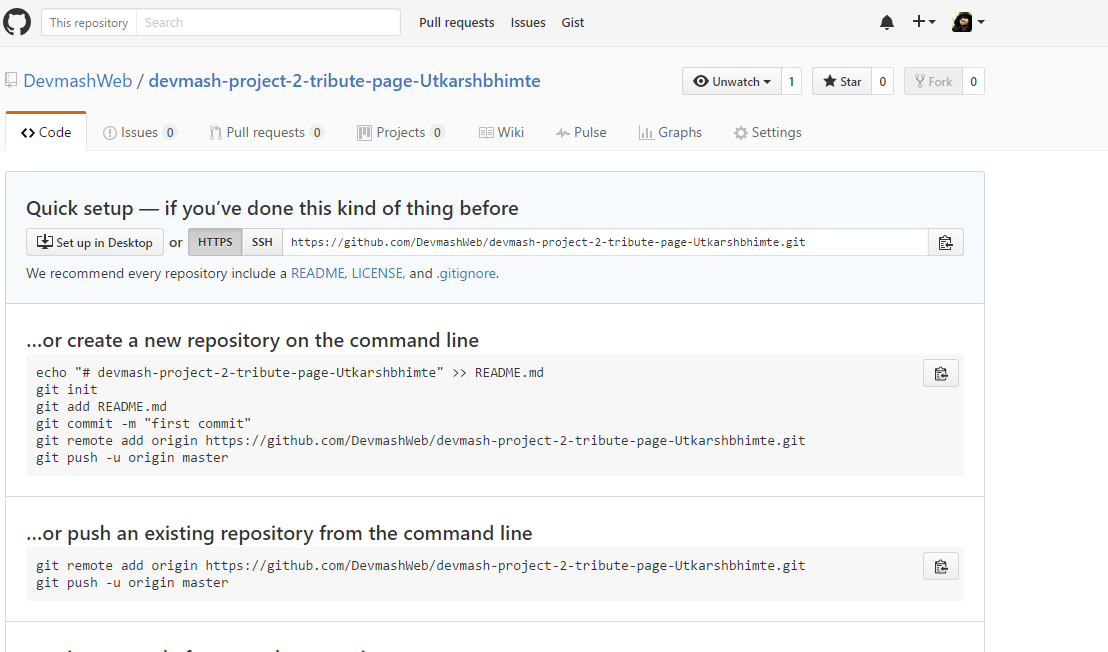 This repository Search Pull requests Issues Gist
DevmashWeb / devmash-project-2-tribute-page-Utkarshbhimte Unwatch 1 Star 0 Fork 0
Code Issues 0 Pull requests 0 Projects 0 Wiki Pulse Graphs Settings
Quick setup — if you’ve done this kind of thing before
Set up in Desktop or HTTPS SSH https://github.com/DevmashWeb/devmash-project-2-tribute-page-Utkarshbhimte.git
We recommend every repository include a README, LICENSE, and .gitignore.
…or create a new repository on the command line
echo "# devmash-project-2-tribute-page-Utkarshbhimte" >> README.md
git init
git add README.md
git commit -m "first commit"
git remote add origin https://github.com/DevmashWeb/devmash-project-2-tribute-page-Utkarshbhimte.git
git push -u origin master
…or push an existing repository from the command line
git remote add origin https://github.com/DevmashWeb/devmash-project-2-tribute-page-Utkarshbhimte.git
git push -u origin master